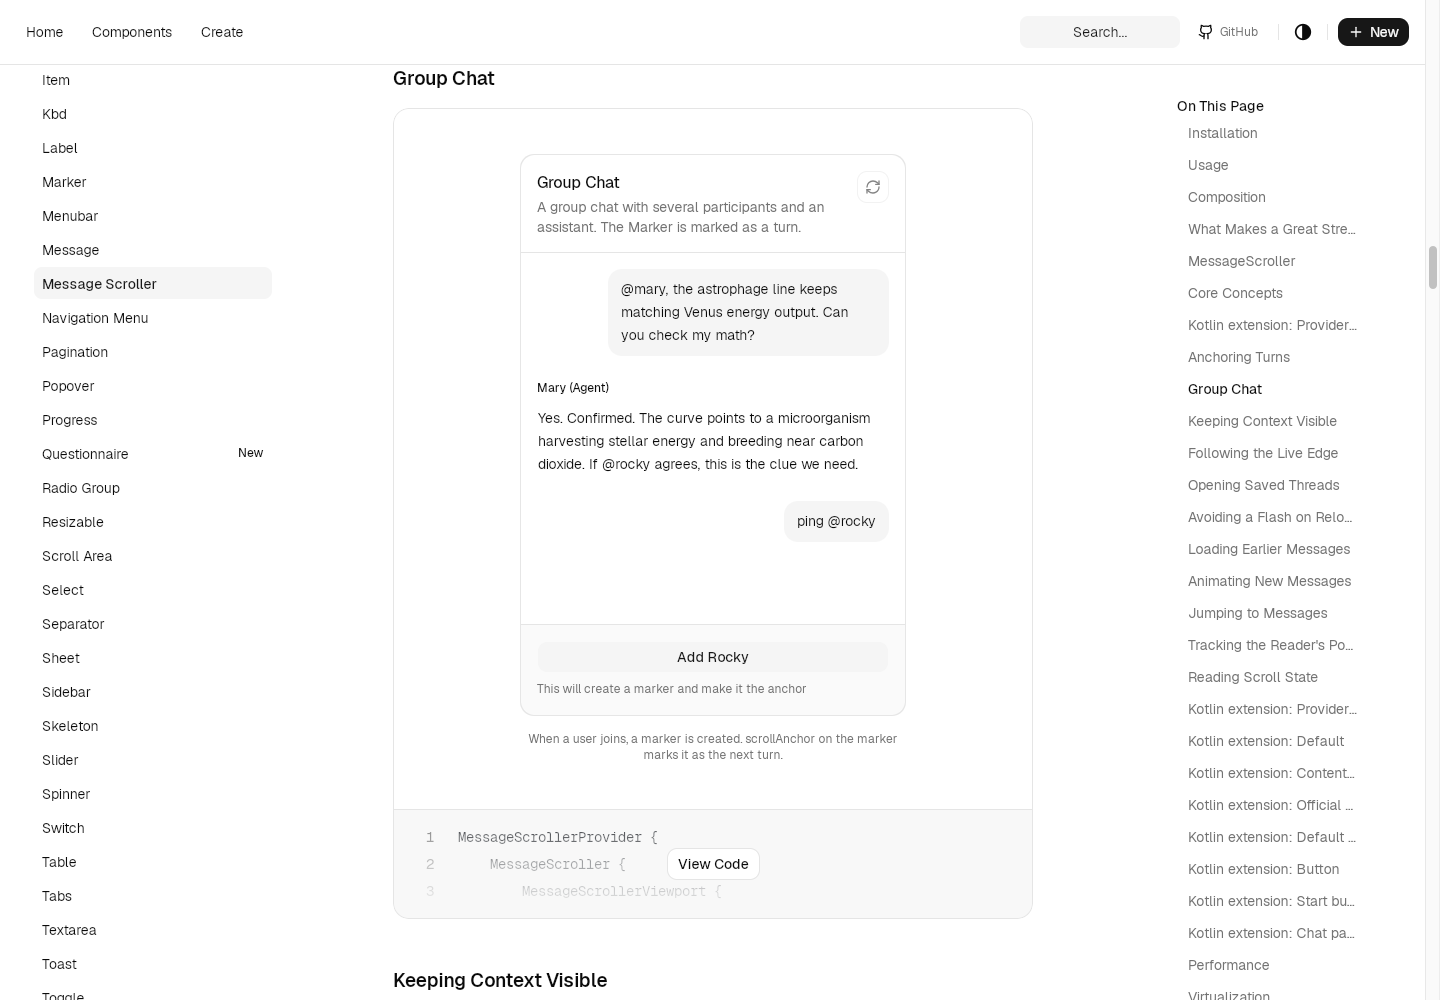 Home
Components
Create
Search...
GitHub
New
Item
Kbd
Label
Marker
Menubar
Message
Message Scroller
Navigation Menu
Pagination
Popover
Progress
Questionnaire
New
Radio Group
Resizable
Scroll Area
Select
Separator
Sheet
Sidebar
Skeleton
Slider
Spinner
Switch
Table
Tabs
Textarea
Toast
Toggle
Group Chat
Group Chat
A group chat with several participants and an
assistant. The Marker is marked as a turn.
@mary, the astrophage line keeps
matching Venus energy output. Can
you check my math?
Mary (Agent)
Yes. Confirmed. The curve points to a microorganism
harvesting stellar energy and breeding near carbon
dioxide. If @rocky agrees, this is the clue we need.
ping @rocky
Add Rocky
This will create a marker and make it the anchor
When a user joins, a marker is created. scrollAnchor on the marker
marks it as the next turn.
1 MessageScrollerProvider {
2 MessageScroller {
View Code
3 MessageScrollerViewport {
Keeping Context Visible
On This Page
Installation
Usage
Composition
What Makes a Great Stre...
MessageScroller
Core Concepts
Kotlin extension: Provider...
Anchoring Turns
Group Chat
Keeping Context Visible
Following the Live Edge
Opening Saved Threads
Avoiding a Flash on Relo...
Loading Earlier Messages
Animating New Messages
Jumping to Messages
Tracking the Reader's Po...
Reading Scroll State
Kotlin extension: Provider...
Kotlin extension: Default
Kotlin extension: Content...
Kotlin extension: Official ...
Kotlin extension: Default ...
Kotlin extension: Button
Kotlin extension: Start bu...
Kotlin extension: Chat pa...
Performance
Virtualization